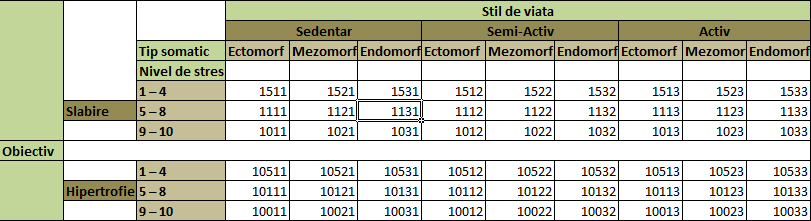 Stil de viata
Sedentar Semi-Activ Activ
Tip somatic Ectomorf Mezomorf Endomorf Ectomorf Mezomorf Endomorf Ectomorf Mezomor Endomorf
Nivel de stres
1 – 4 1511 1521 1531 1512 1522 1532 1513 1523 1533
Slabire 5 – 8 1111 1121 1131 1112 1122 1132 1113 1123 1133
9 – 10 1011 1021 1031 1012 1022 1032 1013 1023 1033
Obiectiv
1 – 4 10511 10521 10531 10512 10522 10532 10513 10523 10533
Hipertrofie 5 – 8 10111 10121 10131 10112 10122 10132 10113 10123 10133
9 – 10 10011 10021 10031 10012 10022 10032 10013 10023 10033